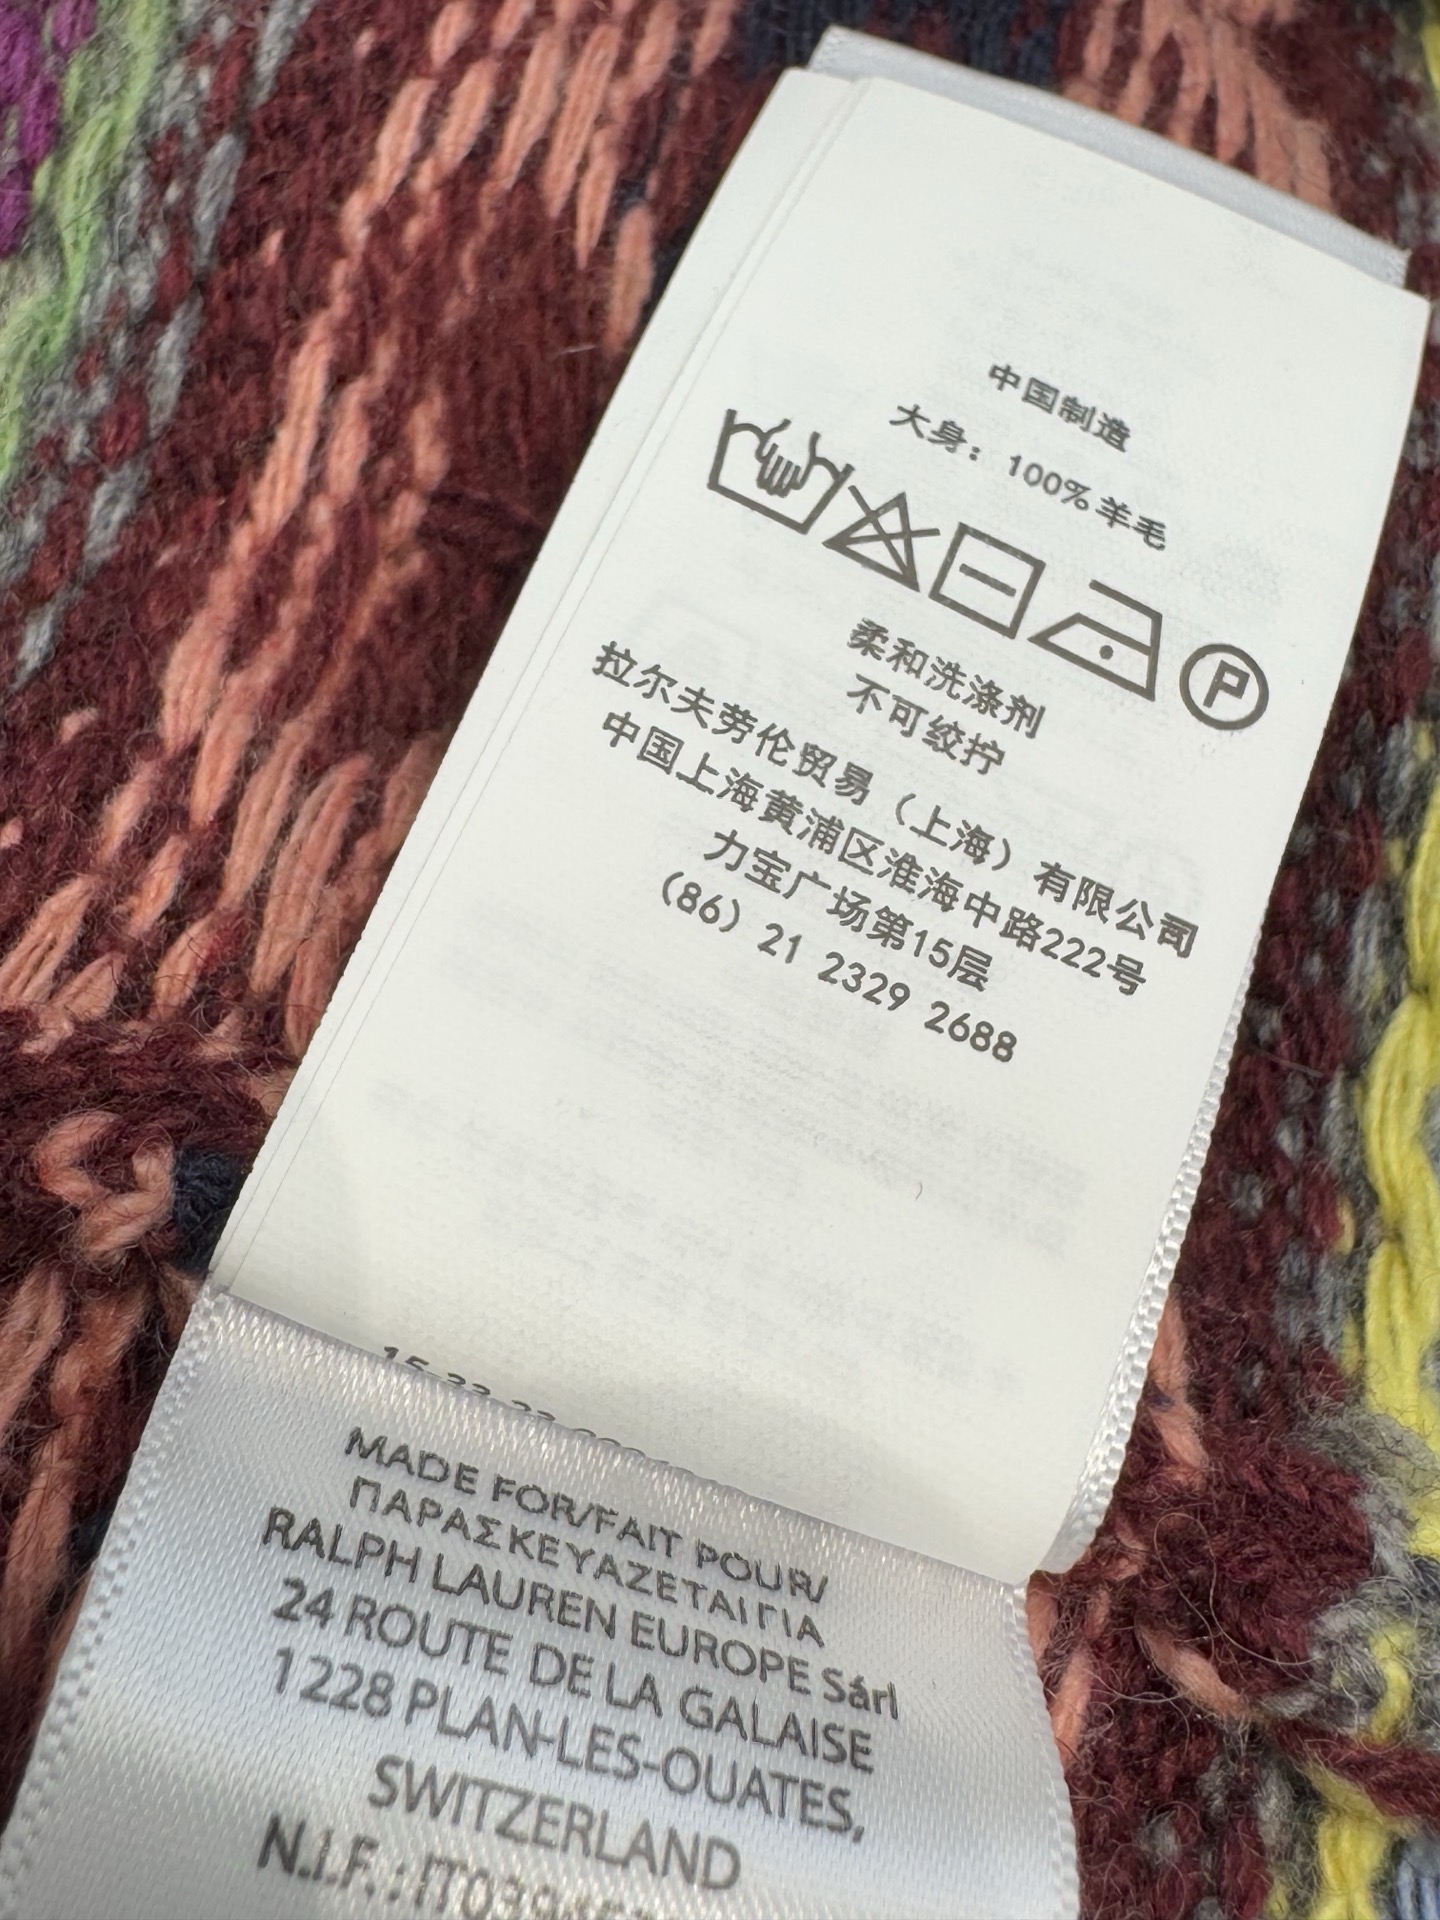 中国制造
大身: 100%羊毛
P
柔和洗涤剂
不可绞拧
拉尔夫劳伦贸易（上海）有限公司
中国上海黄浦区淮海中路222号
力宝广场第15层
(86) 21 2329 2688
MADE FOR/FAIT POUR/
ΠΑΡΑΣΚΕΥΑΖΕΤΑΙ ΓΙΑ
RALPH LAUREN EUROPE Sárl
24 ROUTE DE LA GALAISE
1228 PLAN-LES-OUATES,
SWITZERLAND
N.I.F.: